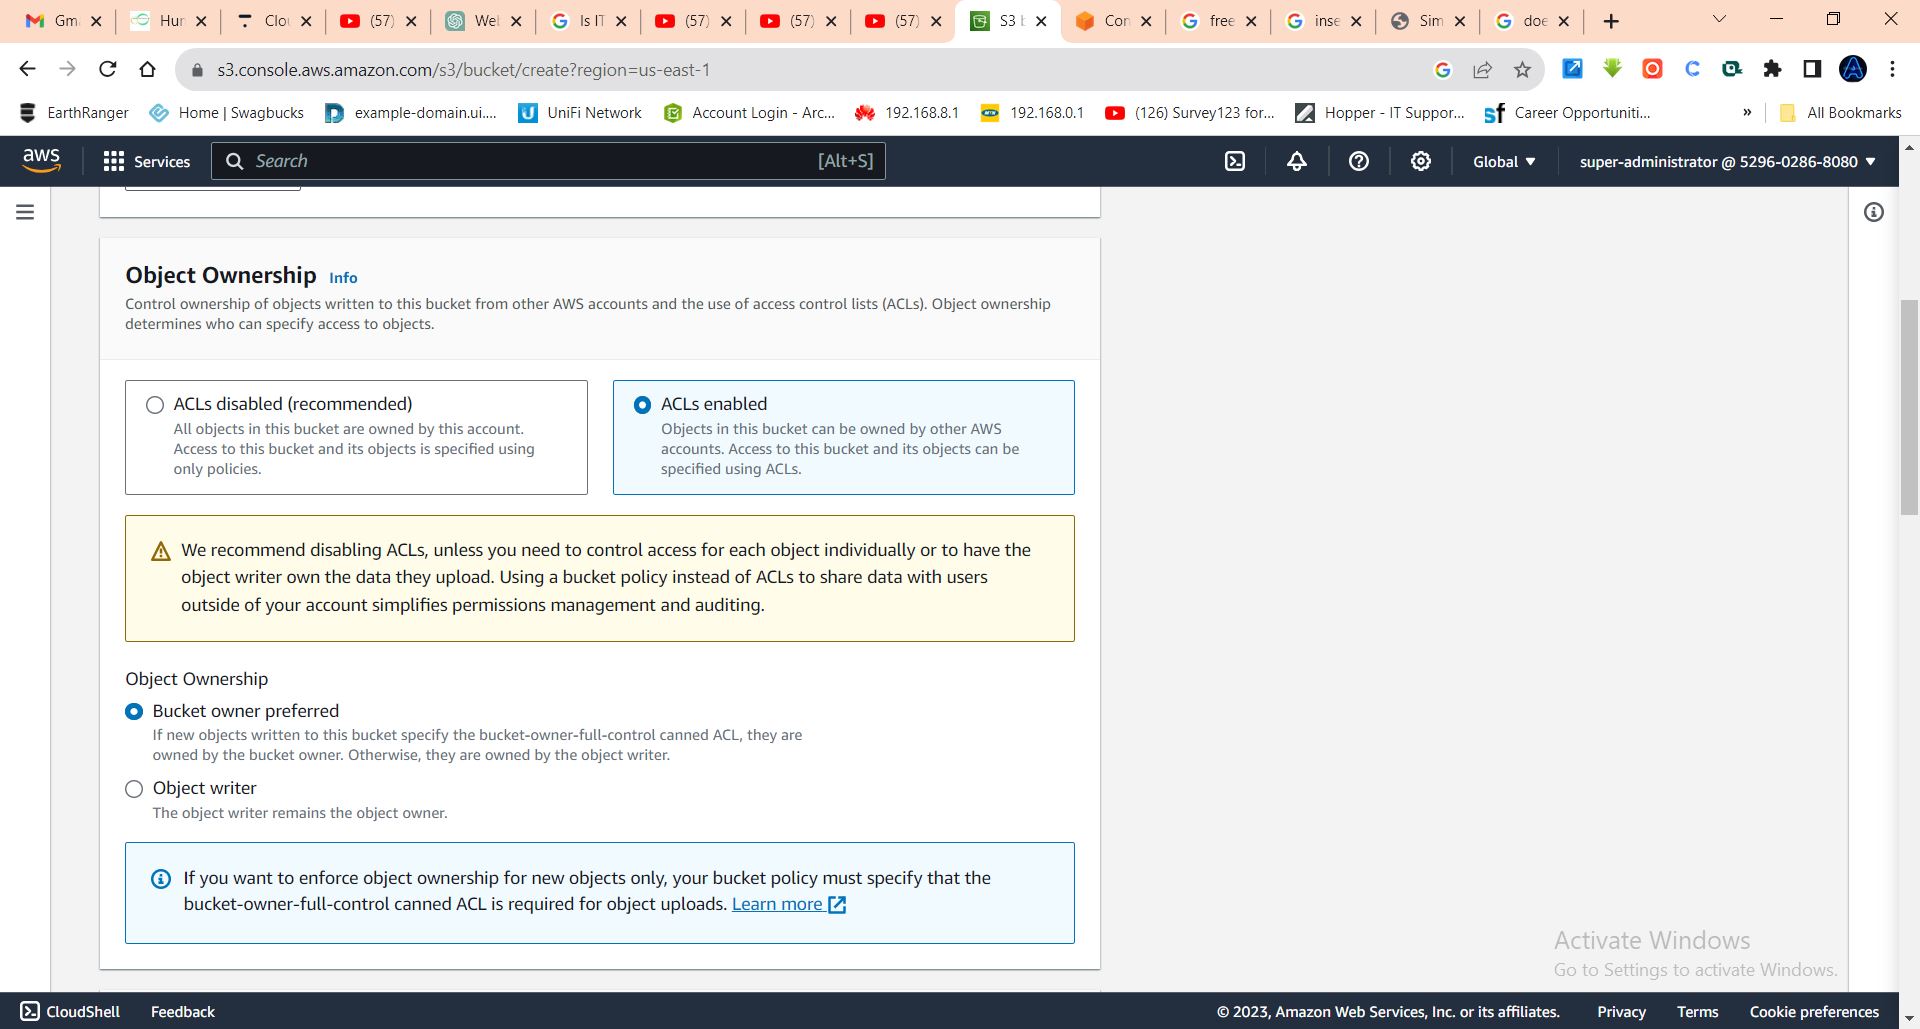 Gm
Hur
Clou
(57)
Wel
Is IT
(57)
(57)
(57)
S3 b
Con
free
inse
Sim
doe
s3.console.aws.amazon.com/s3/bucket/create?region=us-east-1
EarthRanger
Home | Swagbucks
example-domain.ui....
UniFi Network
Account Login - Arc...
192.168.8.1
192.168.0.1
(126) Survey123 for...
Hopper - IT Suppor...
Career Opportuniti...
»
All Bookmarks
aws
Services
Search
[Alt+S]
Global
super-administrator @ 5296-0286-8080
Object Ownership Info
Control ownership of objects written to this bucket from other AWS accounts and the use of access control lists (ACLs). Object ownership
determines who can specify access to objects.
ACLs disabled (recommended)
All objects in this bucket are owned by this account.
Access to this bucket and its objects is specified using
only policies.
ACLs enabled
Objects in this bucket can be owned by other AWS
accounts. Access to this bucket and its objects can be
specified using ACLs.
We recommend disabling ACLs, unless you need to control access for each object individually or to have the
object writer own the data they upload. Using a bucket policy instead of ACLs to share data with users
outside of your account simplifies permissions management and auditing.
Object Ownership
Bucket owner preferred
If new objects written to this bucket specify the bucket-owner-full-control canned ACL, they are
owned by the bucket owner. Otherwise, they are owned by the object writer.
Object writer
The object writer remains the object owner.
If you want to enforce object ownership for new objects only, your bucket policy must specify that the
bucket-owner-full-control canned ACL is required for object uploads. Learn more
Activate Windows
Go to Settings to activate Windows.
CloudShell
Feedback
© 2023, Amazon Web Services, Inc. or its affiliates.
Privacy
Terms
Cookie preferences